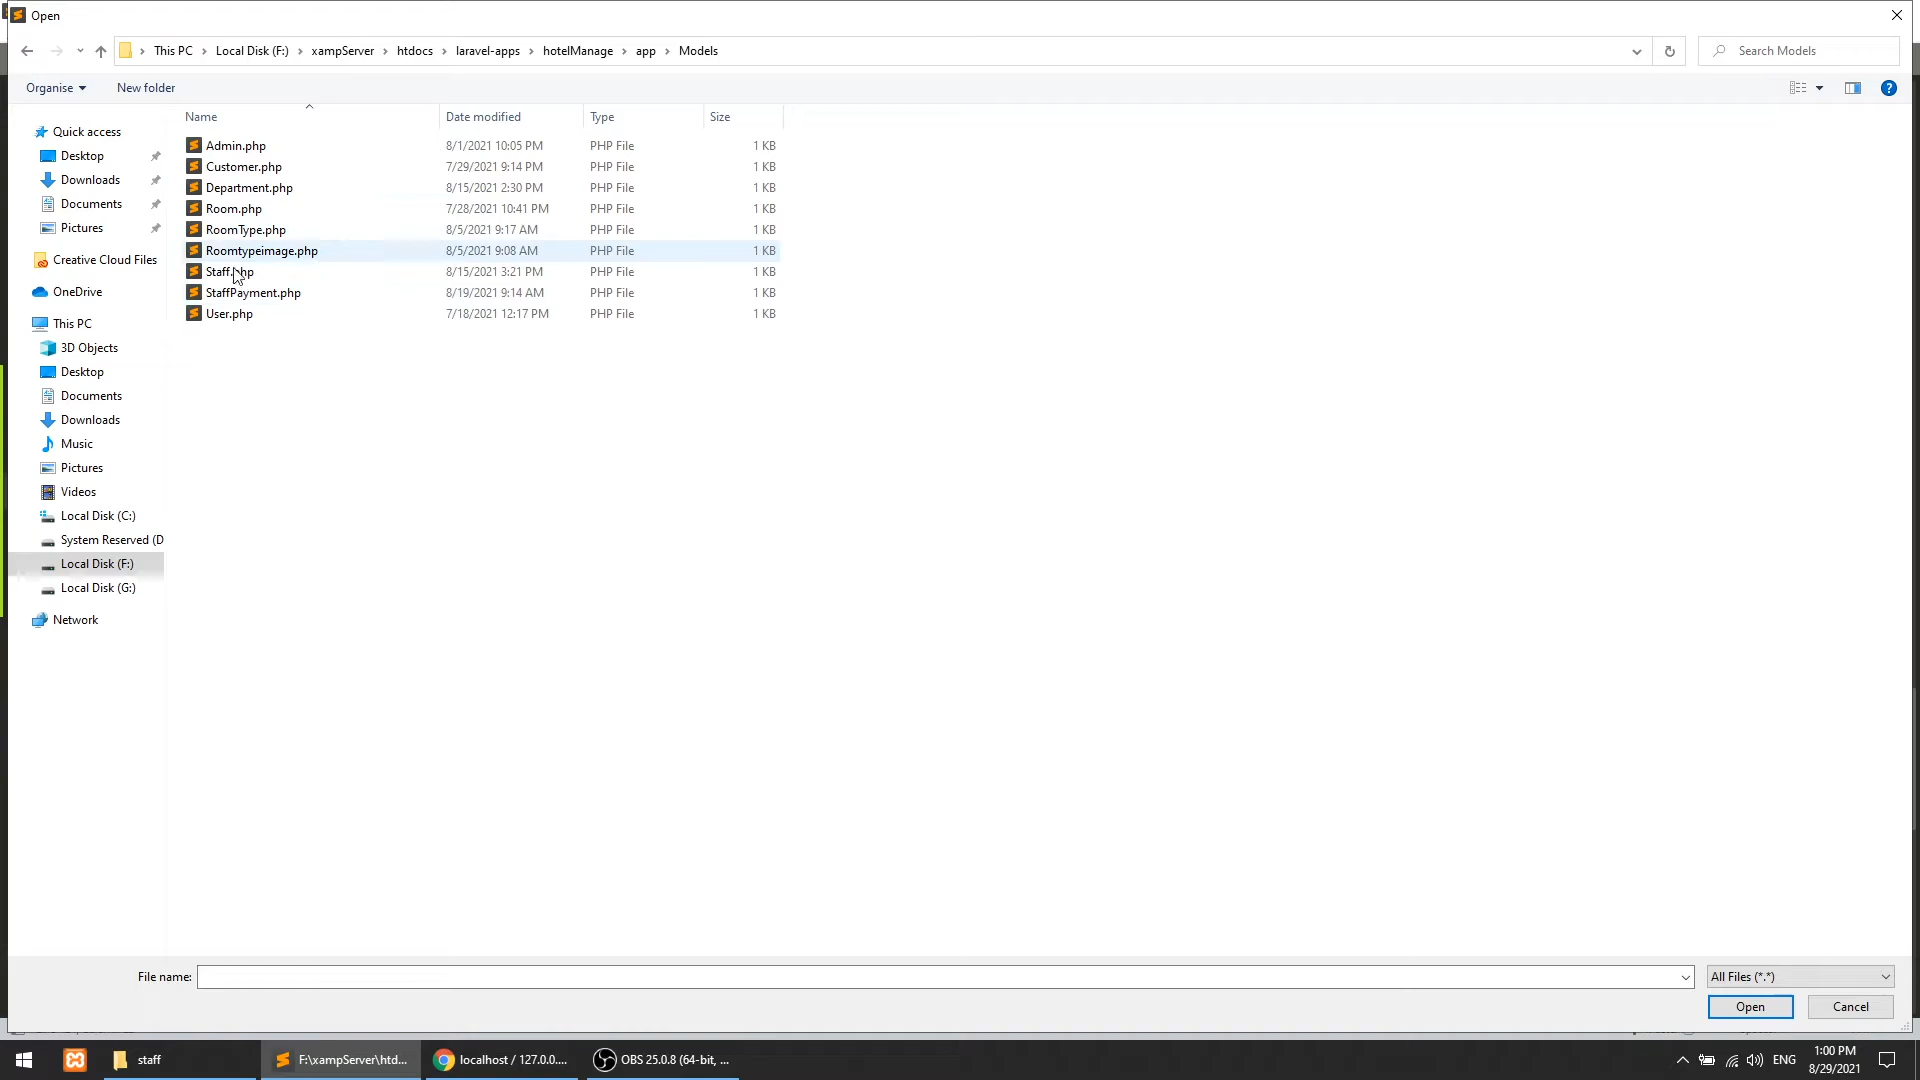 Open
This PC > Local Disk (F:) > xampServer > htdocs > laravel-apps > hotelManage > app > Models
Search Models
Organise New folder
Name Date modified Type Size
Admin.php 8/1/2021 10:05 PM PHP File 1 KB
Customer.php 7/29/2021 9:14 PM PHP File 1 KB
Department.php 8/15/2021 2:30 PM PHP File 1 KB
Room.php 7/28/2021 10:41 PM PHP File 1 KB
RoomType.php 8/5/2021 9:17 AM PHP File 1 KB
Roomtypeimage.php 8/5/2021 9:08 AM PHP File 1 KB
Staff.php 8/15/2021 3:21 PM PHP File 1 KB
StaffPayment.php 8/19/2021 9:14 AM PHP File 1 KB
User.php 7/18/2021 12:17 PM PHP File 1 KB
Quick access
Desktop
Downloads
Documents
Pictures
Creative Cloud Files
OneDrive
This PC
3D Objects
Desktop
Documents
Downloads
Music
Pictures
Videos
Local Disk (C:)
System Reserved (D
Local Disk (F:)
Local Disk (G:)
Network
File name:
All Files (*.*)
Open Cancel
staff
F:\xampServer\htd...
localhost / 127.0.0....
OBS 25.0.8 (64-bit, ...
ENG
1:00 PM
8/29/2021